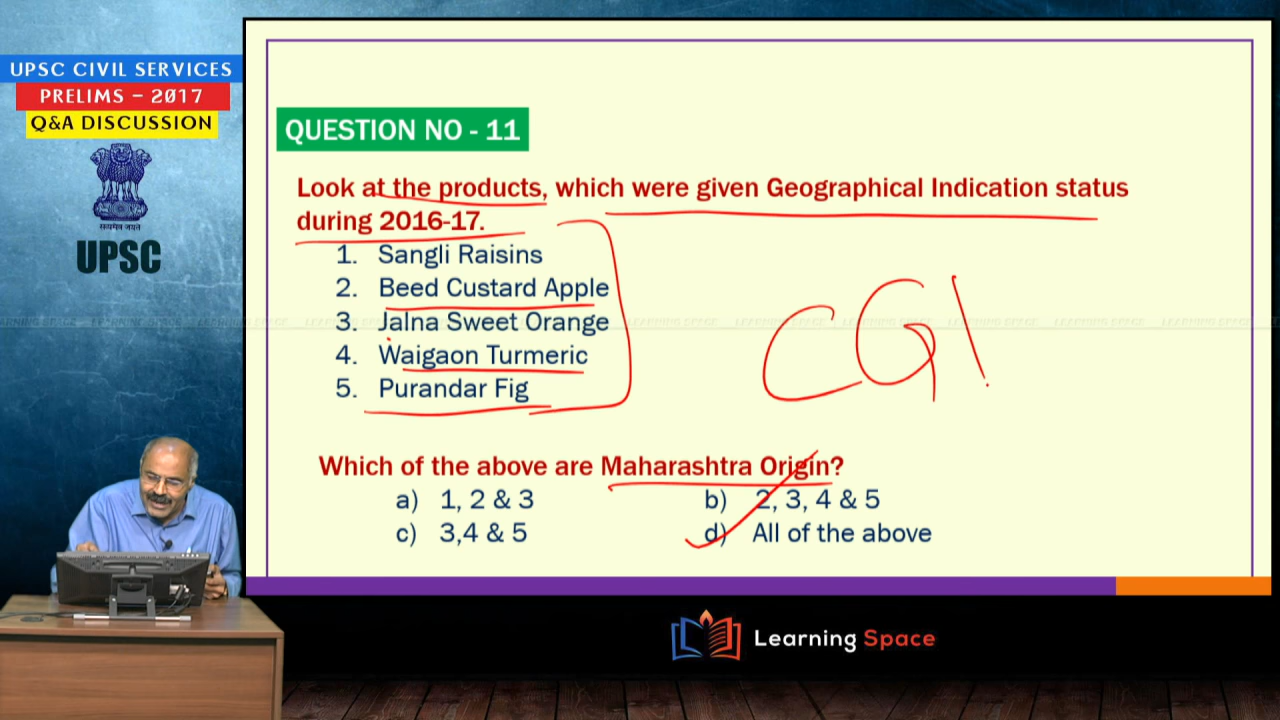 UPSC CIVIL SERVICES
PRELIMS – 2017
Q&A DISCUSSION
सत्यमेव जयते
UPSC
QUESTION NO - 11
Look at the products, which were given Geographical Indication status
during 2016-17.
1. Sangli Raisins
2. Beed Custard Apple
3. Jalna Sweet Orange
4. Waigaon Turmeric
5. Purandar Fig
CGI
Which of the above are Maharashtra Origin?
a) 1, 2 & 3 b) 2, 3, 4 & 5
c) 3,4 & 5 d) All of the above
Learning Space